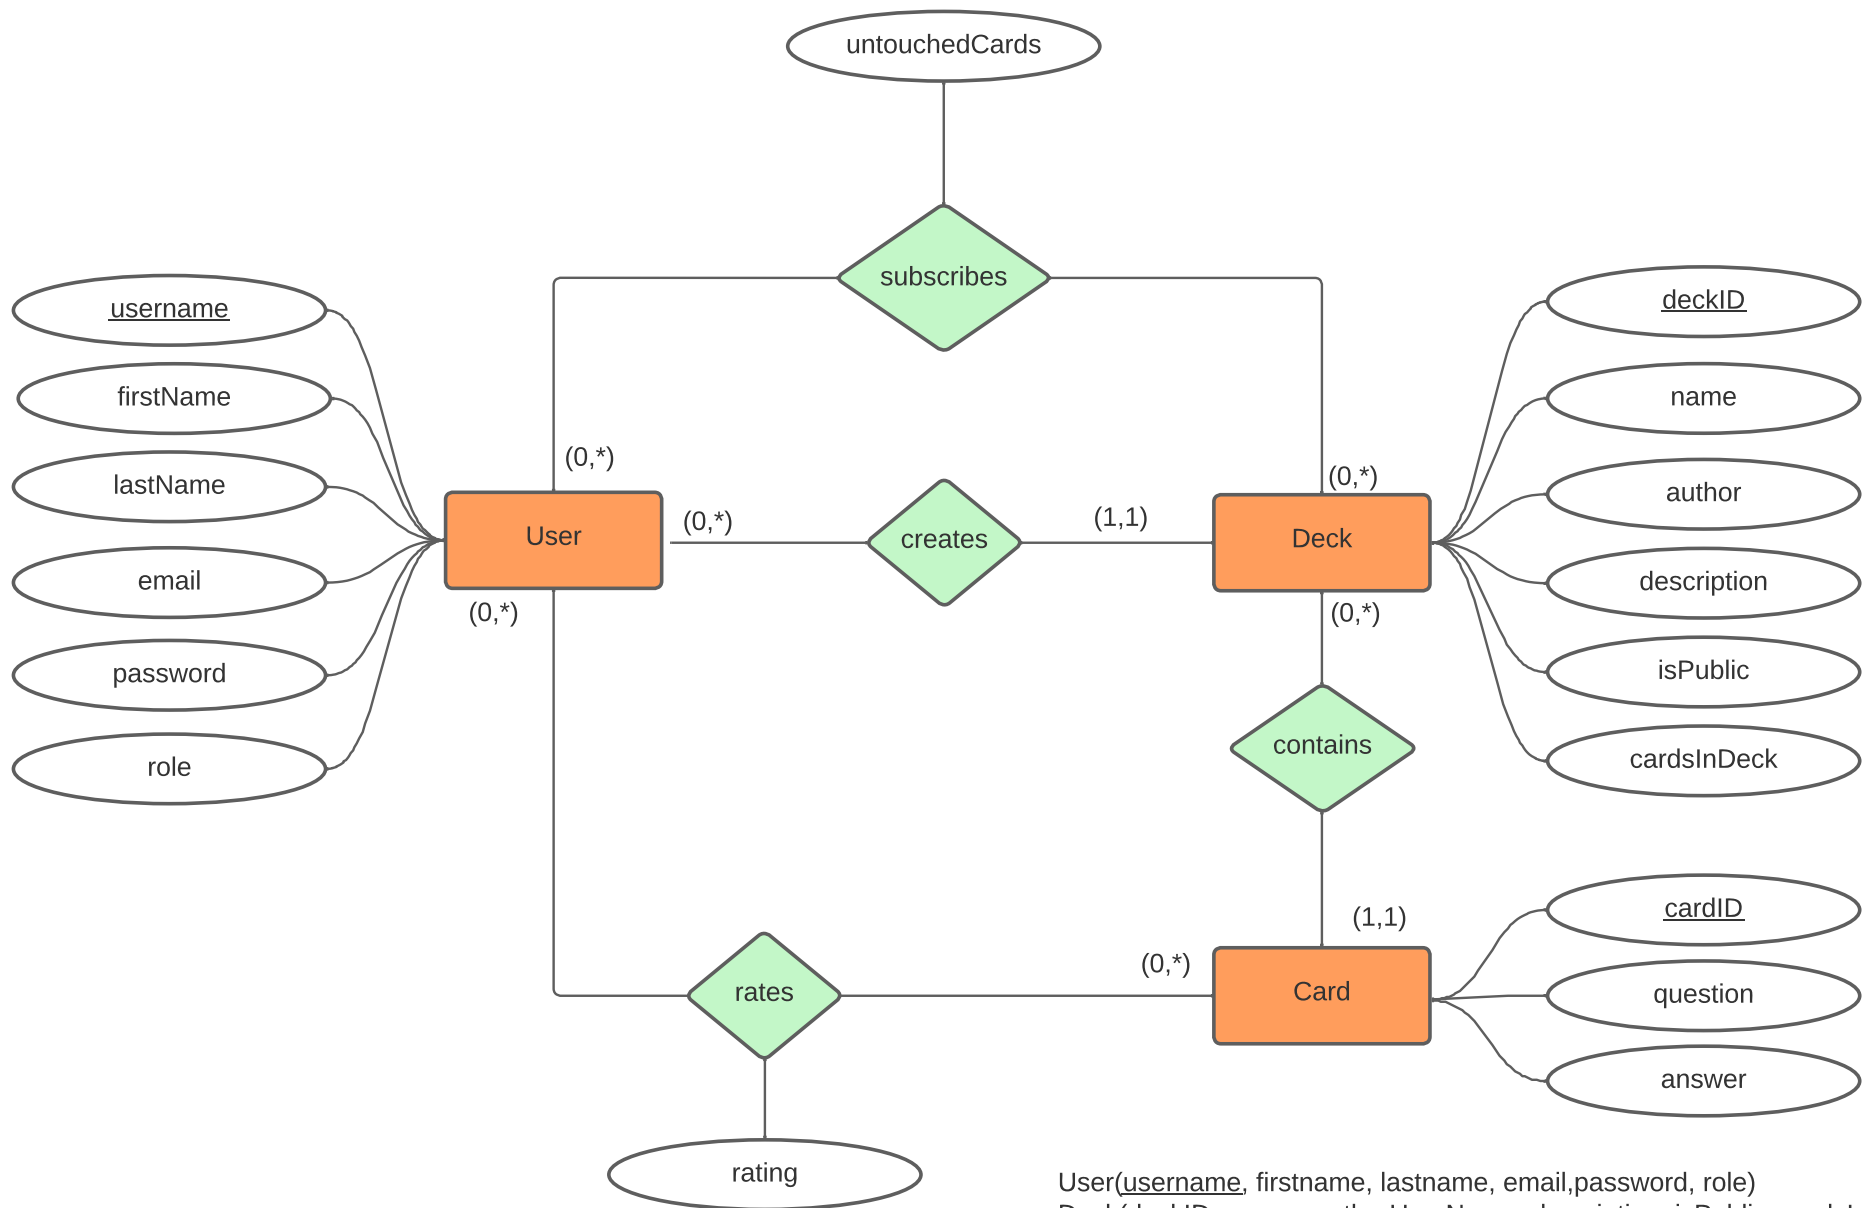 untouchedCards
subscribes
username
firstName
lastName
email
password
role
(0,*)
(0,*)
User
(0,*)
creates
(1,1)
Deck
(0,*)
(0,*)
deckID
name
author
description
isPublic
cardsInDeck
contains
(1,1)
rates
(0,*)
Card
cardID
question
answer
rating
User(username, firstname, lastname, email,password, role)